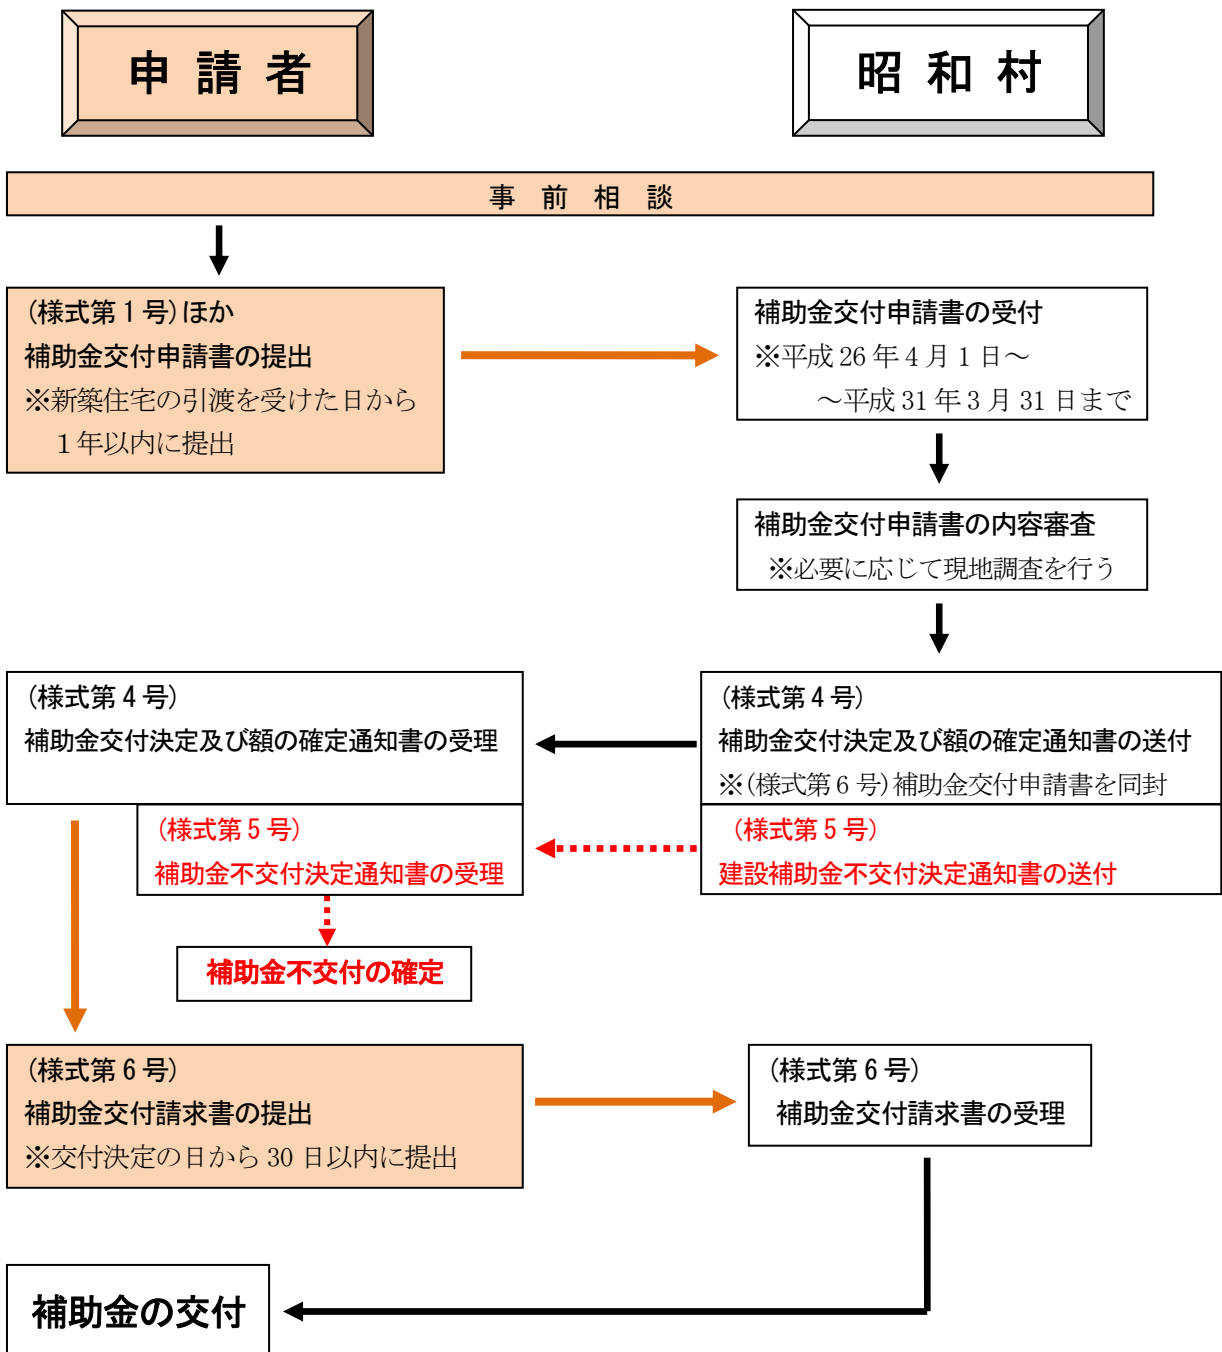 申請者
昭和村
事前相談
(様式第1号)ほか
補助金交付申請書の提出
※新築住宅の引渡を受けた日から
1年以内に提出
補助金交付申請書の受付
※平成26年4月1日～
～平成31年3月31日まで
補助金交付申請書の内容審査
※必要に応じて現地調査を行う
(様式第4号)
補助金交付決定及び額の確定通知書の受理
(様式第4号)
補助金交付決定及び額の確定通知書の送付
※(様式第6号)補助金交付申請書を同封
(様式第5号)
補助金不交付決定通知書の受理
(様式第5号)
建設補助金不交付決定通知書の送付
補助金不交付の確定
(様式第6号)
補助金交付請求書の提出
※交付決定の日から30日以内に提出
(様式第6号)
補助金交付請求書の受理
補助金の交付